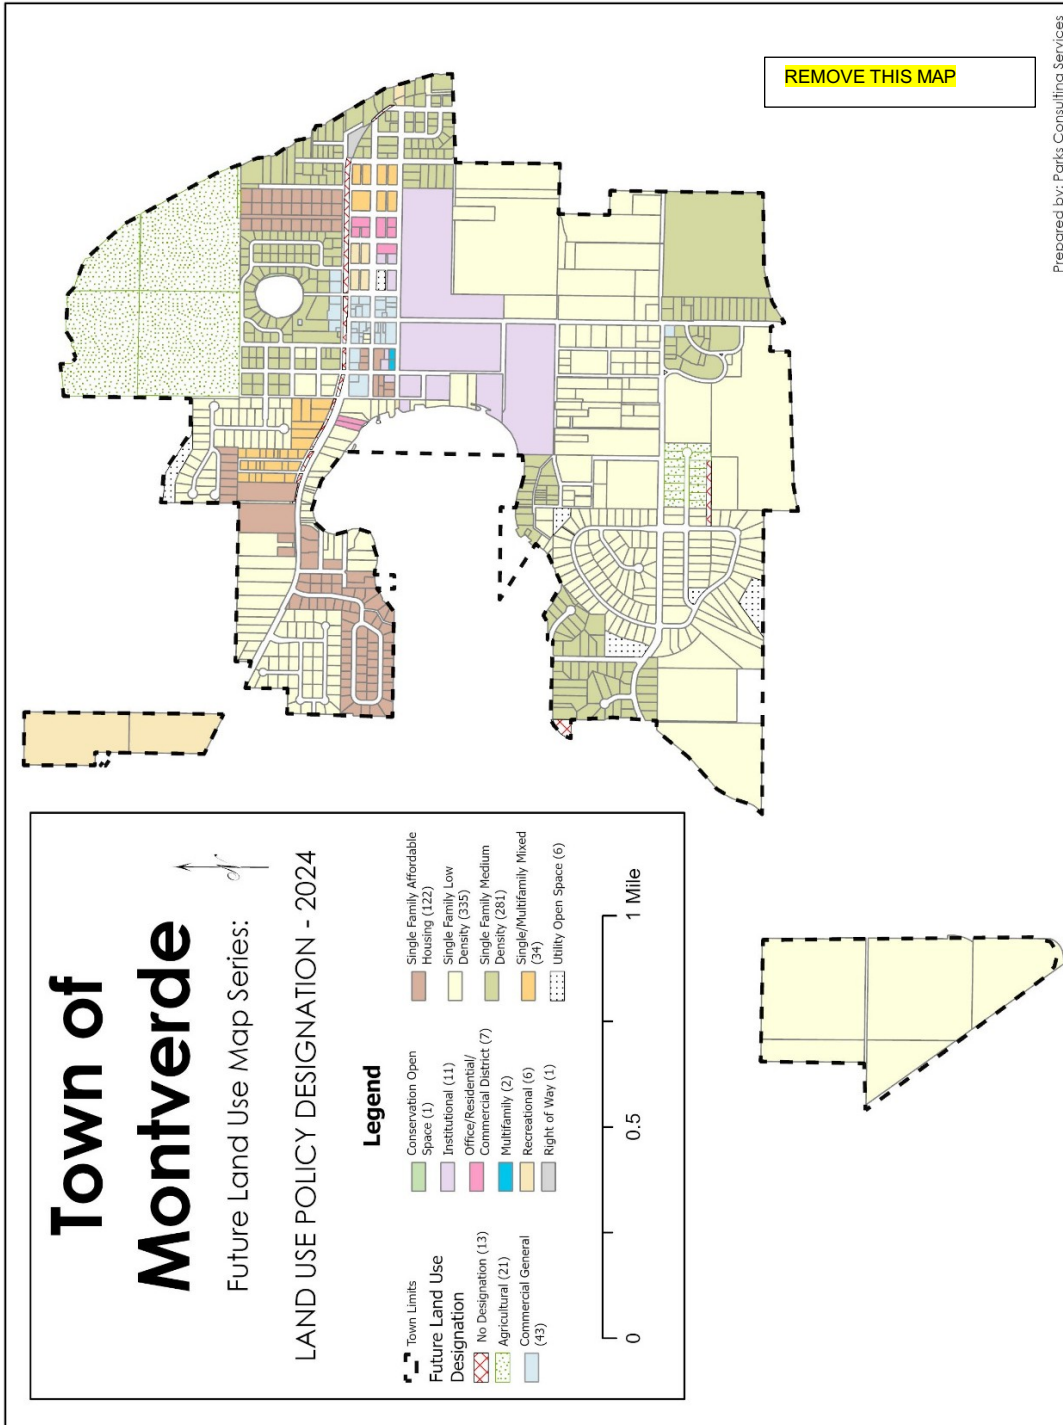 REMOVE THIS MAP
Prepared by: Parks Consulting Services
Town of
Montverde
Future Land Use Map Series:
LAND USE POLICY DESIGNATION - 2024
Legend
Town Limits
Future Land Use
Designation
No Designation (13)
Agricultural (21)
Commercial General
(43)
Conservation Open
Space (1)
Institutional (11)
Office/Residential/
Commercial District (7)
Multifamily (2)
Recreational (6)
Right of Way (1)
Single Family Affordable
Housing (122)
Single Family Low
Density (335)
Single Family Medium
Density (281)
Single/Multifamily Mixed
(34)
Utility Open Space (6)
0
0.5
1 Mile